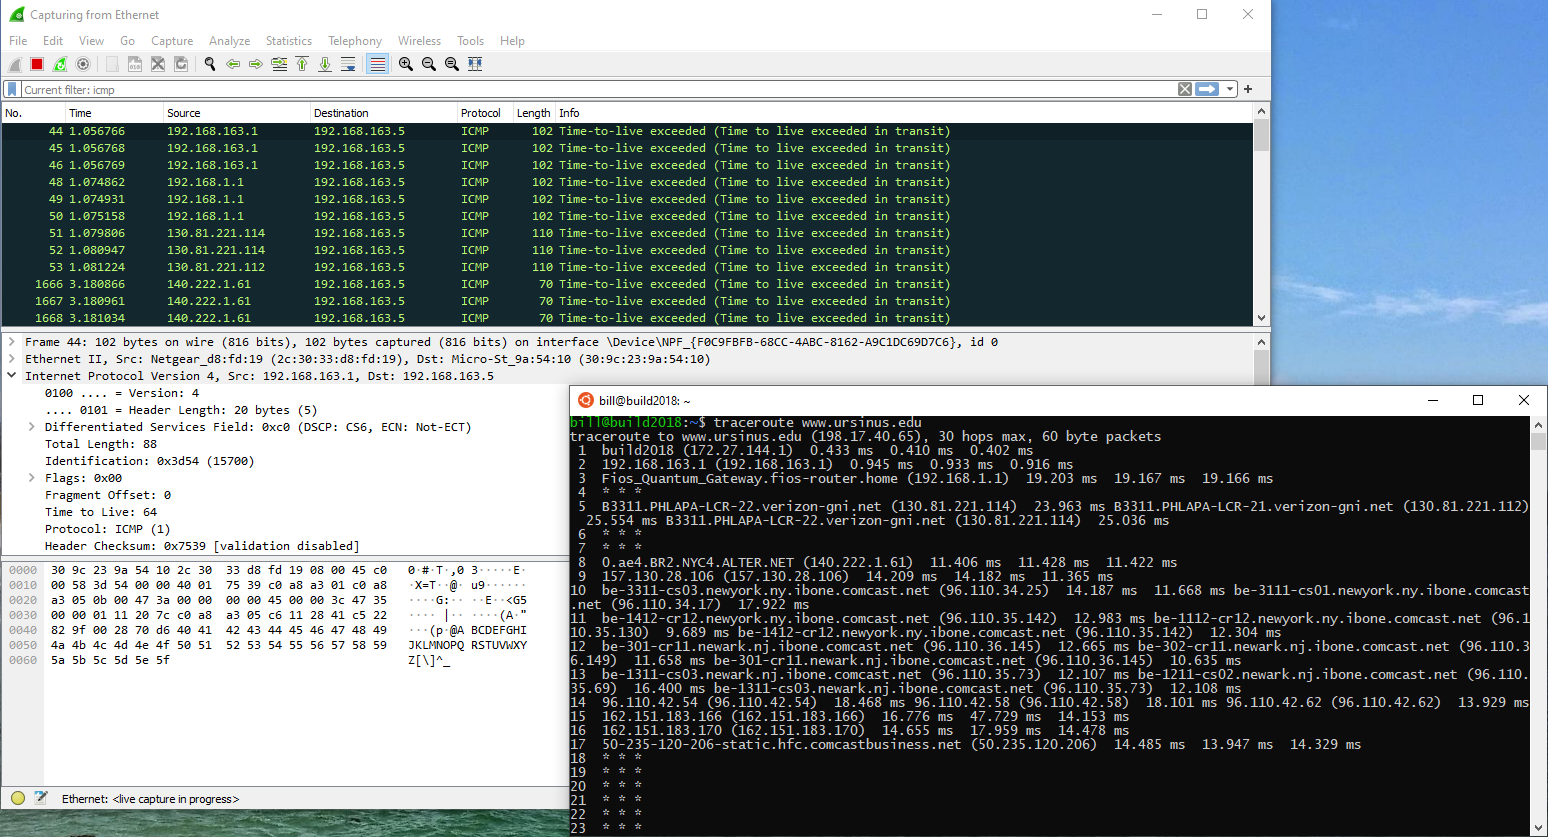 Capturing from Ethernet
File Edit View Go Capture Analyze Statistics Telephony Wireless Tools Help
Current filter: icmp
No. Time Source Destination Protocol Length Info
44 1.056766 192.168.163.1 192.168.163.5 ICMP 102 Time-to-live exceeded (Time to live exceeded in transit)
45 1.056768 192.168.163.1 192.168.163.5 ICMP 102 Time-to-live exceeded (Time to live exceeded in transit)
46 1.056769 192.168.163.1 192.168.163.5 ICMP 102 Time-to-live exceeded (Time to live exceeded in transit)
48 1.074862 192.168.1.1 192.168.163.5 ICMP 102 Time-to-live exceeded (Time to live exceeded in transit)
49 1.074931 192.168.1.1 192.168.163.5 ICMP 102 Time-to-live exceeded (Time to live exceeded in transit)
50 1.075158 192.168.1.1 192.168.163.5 ICMP 102 Time-to-live exceeded (Time to live exceeded in transit)
51 1.079806 130.81.221.114 192.168.163.5 ICMP 110 Time-to-live exceeded (Time to live exceeded in transit)
52 1.080947 130.81.221.114 192.168.163.5 ICMP 110 Time-to-live exceeded (Time to live exceeded in transit)
53 1.081224 130.81.221.112 192.168.163.5 ICMP 110 Time-to-live exceeded (Time to live exceeded in transit)
1666 3.180866 140.222.1.61 192.168.163.5 ICMP 70 Time-to-live exceeded (Time to live exceeded in transit)
1667 3.180961 140.222.1.61 192.168.163.5 ICMP 70 Time-to-live exceeded (Time to live exceeded in transit)
1668 3.181034 140.222.1.61 192.168.163.5 ICMP 70 Time-to-live exceeded (Time to live exceeded in transit)
Frame 44: 102 bytes on wire (816 bits), 102 bytes captured (816 bits) on interface \Device\NPF_{F0C9FBFB-68CC-4ABC-8162-A9C1DC69D7C6}, id 0
Ethernet II, Src: Netgear_d8:fd:19 (2c:30:33:d8:fd:19), Dst: Micro-St_9a:54:10 (30:9c:23:9a:54:10)
Internet Protocol Version 4, Src: 192.168.163.1, Dst: 192.168.163.5
0100 .... = Version: 4
.... 0101 = Header Length: 20 bytes (5)
Differentiated Services Field: 0xc0 (DSCP: CS6, ECN: Not-ECT)
Total Length: 88
Identification: 0x3d54 (15700)
Flags: 0x00
Fragment Offset: 0
Time to Live: 64
Protocol: ICMP (1)
Header Checksum: 0x7539 [validation disabled]
0000 30 9c 23 9a 54 10 2c 30 33 d8 fd 19 08 00 45 c0 0·#·T·,0 3·····E·
0010 00 58 3d 54 00 00 40 01 75 39 c0 a8 a3 01 c0 a8 ·X=T··@· u9······
0020 a3 05 0b 00 47 3a 00 00 00 00 45 00 00 3c 47 35 ····G:·· ··E··<G5
0030 00 00 01 11 20 7c c0 a8 a3 05 c6 11 28 41 c5 22 ···· |·· ····(A·"
0040 82 9f 00 28 70 d6 40 41 42 43 44 45 46 47 48 49 ···(p·@A BCDEFGHI
0050 4a 4b 4c 4d 4e 4f 50 51 52 53 54 55 56 57 58 59 JKLMNOPQ RSTUVWXY
0060 5a 5b 5c 5d 5e 5f Z[\]^_
Ethernet: <live capture in progress>
bill@build2018: ~
bill@build2018:~$ traceroute www.ursinus.edu
traceroute to www.ursinus.edu (198.17.40.65), 30 hops max, 60 byte packets
1 build2018 (172.27.144.1) 0.433 ms 0.410 ms 0.402 ms
2 192.168.163.1 (192.168.163.1) 0.945 ms 0.933 ms 0.916 ms
3 Fios_Quantum_Gateway.fios-router.home (192.168.1.1) 19.203 ms 19.167 ms 19.166 ms
4 * * *
5 B3311.PHLAPA-LCR-22.verizon-gni.net (130.81.221.114) 23.963 ms B3311.PHLAPA-LCR-21.verizon-gni.net (130.81.221.112)
25.554 ms B3311.PHLAPA-LCR-22.verizon-gni.net (130.81.221.114) 25.036 ms
6 * * *
7 * * *
8 0.ae4.BR2.NYC4.ALTER.NET (140.222.1.61) 11.406 ms 11.428 ms 11.422 ms
9 157.130.28.106 (157.130.28.106) 14.209 ms 14.182 ms 11.365 ms
10 be-3311-cs03.newyork.ny.ibone.comcast.net (96.110.34.25) 14.187 ms 11.668 ms be-3111-cs01.newyork.ny.ibone.comcast
.net (96.110.34.17) 17.922 ms
11 be-1412-cr12.newyork.ny.ibone.comcast.net (96.110.35.142) 12.983 ms be-1112-cr12.newyork.ny.ibone.comcast.net (96.1
10.35.130) 9.689 ms be-1412-cr12.newyork.ny.ibone.comcast.net (96.110.35.142) 12.304 ms
12 be-301-cr11.newark.nj.ibone.comcast.net (96.110.36.145) 12.665 ms be-302-cr11.newark.nj.ibone.comcast.net (96.110.3
6.149) 11.658 ms be-301-cr11.newark.nj.ibone.comcast.net (96.110.36.145) 10.635 ms
13 be-1311-cs03.newark.nj.ibone.comcast.net (96.110.35.73) 12.107 ms be-1211-cs02.newark.nj.ibone.comcast.net (96.110.
35.69) 16.400 ms be-1311-cs03.newark.nj.ibone.comcast.net (96.110.35.73) 12.108 ms
14 96.110.42.54 (96.110.42.54) 18.468 ms 96.110.42.58 (96.110.42.58) 18.101 ms 96.110.42.62 (96.110.42.62) 13.929 ms
15 162.151.183.166 (162.151.183.166) 16.776 ms 47.729 ms 14.153 ms
16 162.151.183.170 (162.151.183.170) 14.655 ms 17.959 ms 14.478 ms
17 50-235-120-206-static.hfc.comcastbusiness.net (50.235.120.206) 14.485 ms 13.947 ms 14.329 ms
18 * * *
19 * * *
20 * * *
21 * * *
22 * * *
23 * * *